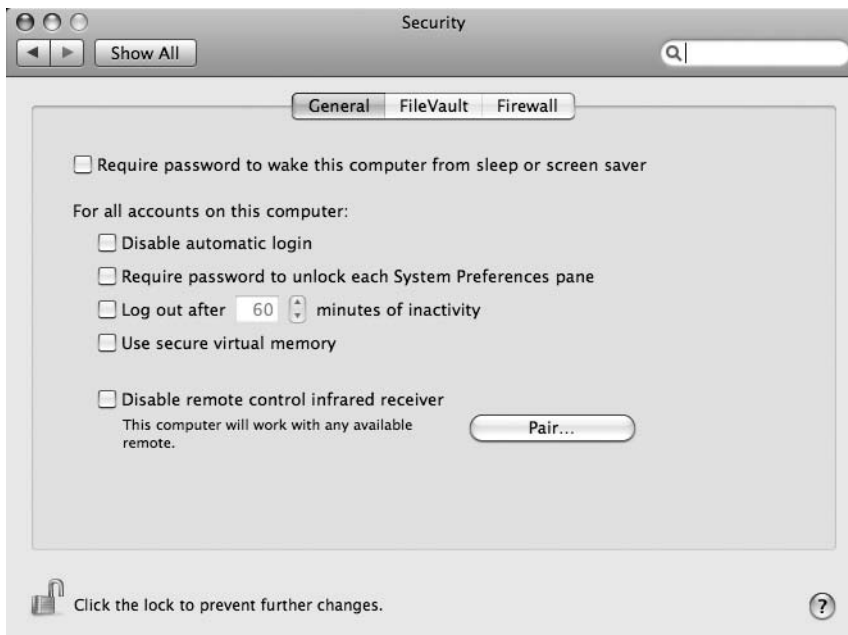 Security
Show All
General FileVault Firewall
Require password to wake this computer from sleep or screen saver
For all accounts on this computer:
Disable automatic login
Require password to unlock each System Preferences pane
Log out after 60 minutes of inactivity
Use secure virtual memory
Disable remote control infrared receiver
This computer will work with any available
remote.
Pair...
Click the lock to prevent further changes.
?